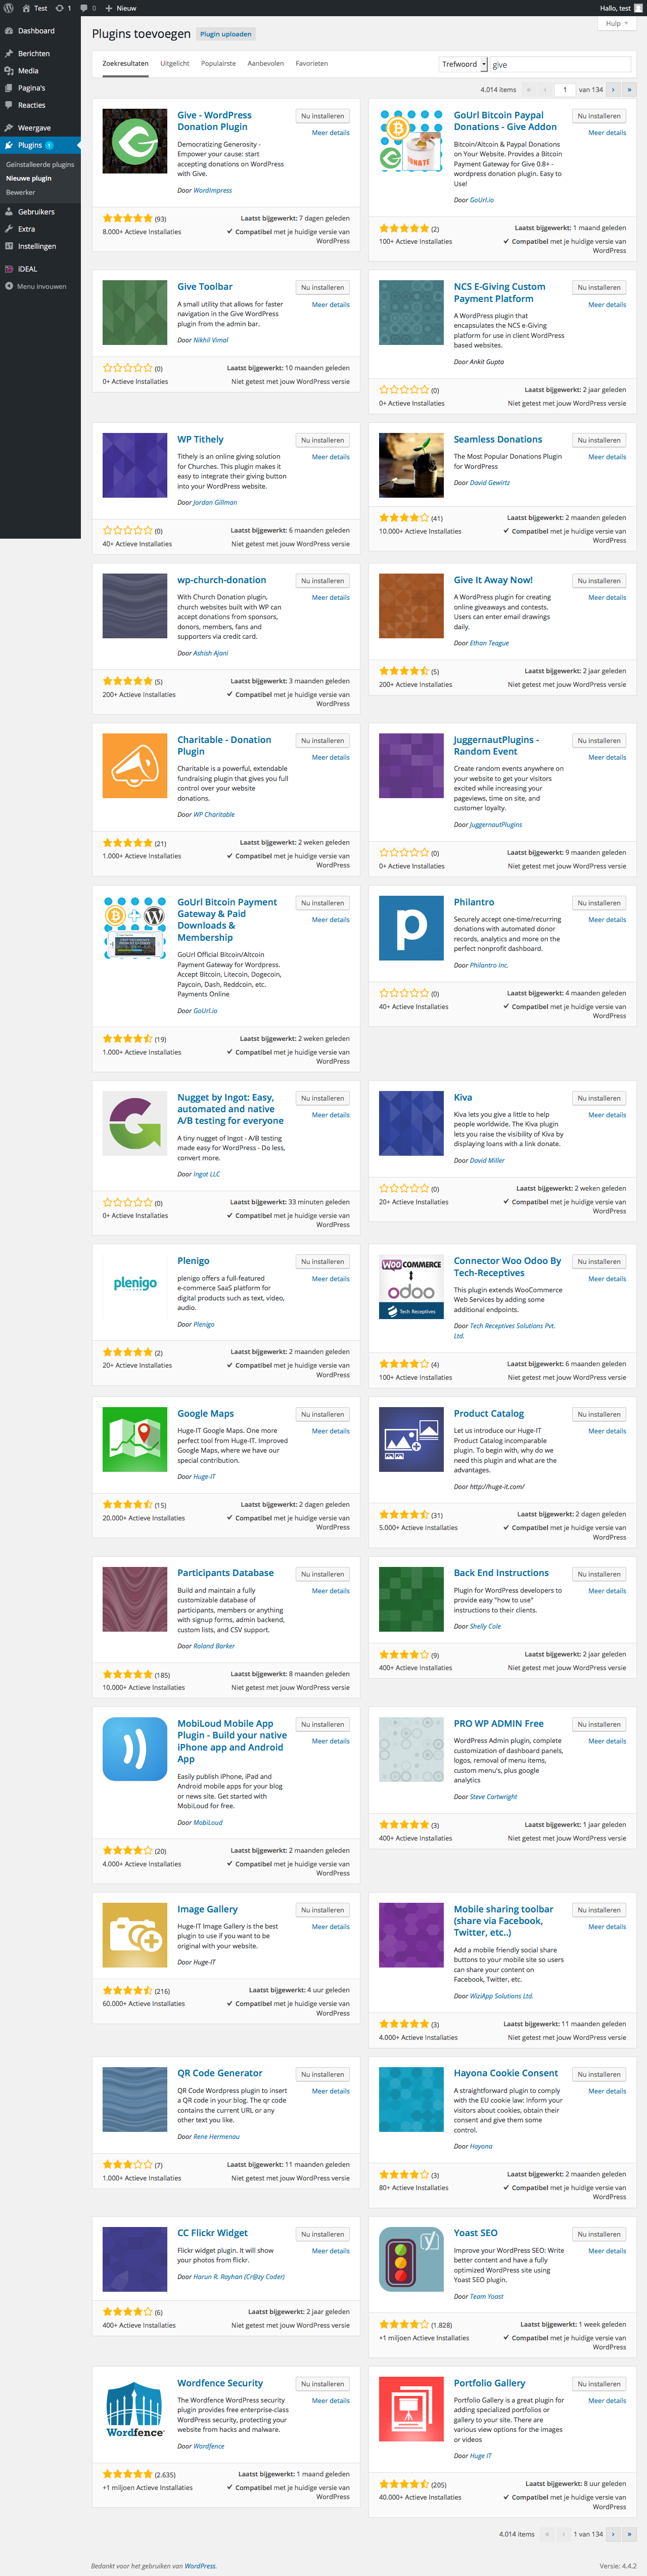 Test
1
0
Nieuw
Hallo, test
Dashboard
Berichten
Media
Pagina's
Reacties
Weergave
Plugins 1
Geïnstalleerde plugins
Nieuwe plugin
Bewerker
Gebruikers
Extra
Instellingen
iDEAL
Menu invouwen
Hulp
Plugins toevoegen
Plugin uploaden
Zoekresultaten
Uitgelicht
Populairste
Aanbevolen
Favorieten
Trefwoord
give
4.014 items « ‹ 1 van 134 › »
Give - WordPress
Donation Plugin
Nu installeren
Meer details
Democratizing Generosity -
Empower your cause: start
accepting donations on WordPress
with Give.
Door WordImpress
(93)
8.000+ Actieve Installaties
Laatst bijgewerkt: 7 dagen geleden
Compatibel met je huidige versie van
WordPress
GoUrl Bitcoin Paypal
Donations - Give Addon
Nu installeren
Meer details
DONATE
Bitcoin/Altcoin & Paypal Donations
on Your Website. Provides a Bitcoin
Payment Gateway for Give 0.8+ -
wordpress donation plugin. Easy to
Use!
Door GoUrl.io
(2)
100+ Actieve Installaties
Laatst bijgewerkt: 1 maand geleden
Compatibel met je huidige versie van
WordPress
Give Toolbar
Nu installeren
Meer details
A small utility that allows for faster
navigation in the Give WordPress
plugin from the admin bar.
Door Nikhil Vimal
(0)
0+ Actieve Installaties
Laatst bijgewerkt: 10 maanden geleden
Niet getest met jouw WordPress versie
NCS E-Giving Custom
Payment Platform
Nu installeren
Meer details
A WordPress plugin that
encapsulates the NCS e-Giving
platform for use in client WordPress
based websites.
Door Ankit Gupta
(0)
0+ Actieve Installaties
Laatst bijgewerkt: 2 jaar geleden
Niet getest met jouw WordPress versie
WP Tithely
Nu installeren
Meer details
Tithely is an online giving solution
for Churches. This plugin makes it
easy to integrate their giving button
into your WordPress website.
Door Jordan Gillman
(0)
40+ Actieve Installaties
Laatst bijgewerkt: 6 maanden geleden
Niet getest met jouw WordPress versie
Seamless Donations
Nu installeren
Meer details
The Most Popular Donations Plugin
for WordPress
Door David Gewirtz
(41)
10.000+ Actieve Installaties
Laatst bijgewerkt: 2 maanden geleden
Compatibel met je huidige versie van
WordPress
wp-church-donation
Nu installeren
Meer details
With Church Donation plugin,
church websites built with WP can
accept donations from sponsors,
donors, members, fans and
supporters via credit card.
Door Ashish Ajani
(5)
200+ Actieve Installaties
Laatst bijgewerkt: 3 maanden geleden
Compatibel met je huidige versie van
WordPress
Give It Away Now!
Nu installeren
Meer details
A WordPress plugin for creating
online giveaways and contests.
Users can enter email drawings
daily.
Door Ethan Teague
(5)
200+ Actieve Installaties
Laatst bijgewerkt: 2 jaar geleden
Niet getest met jouw WordPress versie
Charitable - Donation
Plugin
Nu installeren
Meer details
Charitable is a powerful, extendable
fundraising plugin that gives you full
control over your website
donations.
Door WP Charitable
(21)
1.000+ Actieve Installaties
Laatst bijgewerkt: 2 weken geleden
Compatibel met je huidige versie van
WordPress
JuggernautPlugins -
Random Event
Nu installeren
Meer details
Create random events anywhere on
your website to get your visitors
excited while increasing your
pageviews, time on site, and
customer loyalty.
Door JuggernautPlugins
(0)
0+ Actieve Installaties
Laatst bijgewerkt: 9 maanden geleden
Niet getest met jouw WordPress versie
GoUrl Bitcoin Payment
Gateway & Paid
Downloads &
Membership
Nu installeren
Meer details
GoUrl Official Bitcoin/Altcoin
Payment Gateway for Wordpress.
Accept Bitcoin, Litecoin, Dogecoin,
Paycoin, Dash, Reddcoin, etc.
Payments Online
Door GoUrl.io
(19)
1.000+ Actieve Installaties
Laatst bijgewerkt: 2 weken geleden
Compatibel met je huidige versie van
WordPress
p
Philantro
Nu installeren
Meer details
Securely accept one-time/recurring
donations with automated donor
records, analytics and more on the
perfect nonprofit dashboard.
Door Philantro Inc.
(0)
40+ Actieve Installaties
Laatst bijgewerkt: 4 maanden geleden
Compatibel met je huidige versie van
WordPress
Nugget by Ingot: Easy,
automated and native
A/B testing for everyone
Nu installeren
Meer details
A tiny nugget of Ingot - A/B testing
made easy for WordPress - Do less,
convert more.
Door Ingot LLC
(0)
0+ Actieve Installaties
Laatst bijgewerkt: 33 minuten geleden
Compatibel met je huidige versie van
WordPress
Kiva
Nu installeren
Meer details
Kiva lets you give a little to help
people worldwide. The Kiva plugin
lets you raise the visibility of Kiva by
displaying loans with a link donate.
Door David Miller
(0)
20+ Actieve Installaties
Laatst bijgewerkt: 2 weken geleden
Compatibel met je huidige versie van
WordPress
plenigo
Plenigo
Nu installeren
Meer details
plenigo offers a full-featured
e-commerce SaaS platform for
digital products such as text, video,
audio.
Door Plenigo
(2)
20+ Actieve Installaties
Laatst bijgewerkt: 2 maanden geleden
Compatibel met je huidige versie van
WordPress
WOO COMMERCE
odoo
Tech Receptives
Connector Woo Odoo By
Tech-Receptives
Nu installeren
Meer details
This plugin extends WooCommerce
Web Services by adding some
additional endpoints.
Door Tech Receptives Solutions Pvt.
Ltd.
(4)
100+ Actieve Installaties
Laatst bijgewerkt: 6 maanden geleden
Niet getest met jouw WordPress versie
Google Maps
Nu installeren
Meer details
Huge-IT Google Maps. One more
perfect tool from Huge-IT. Improved
Google Maps, where we have our
special contribution.
Door Huge-IT
(15)
20.000+ Actieve Installaties
Laatst bijgewerkt: 2 dagen geleden
Compatibel met je huidige versie van
WordPress
Product Catalog
Nu installeren
Meer details
Let us introduce our Huge-IT
Product Catalog incomparable
plugin. To begin with, why do we
need this plugin and what are the
advantages.
Door http://huge-it.com/
(31)
5.000+ Actieve Installaties
Laatst bijgewerkt: 2 dagen geleden
Compatibel met je huidige versie van
WordPress
Participants Database
Nu installeren
Meer details
Build and maintain a fully
customizable database of
participants, members or anything
with signup forms, admin backend,
custom lists, and CSV support.
Door Roland Barker
(185)
10.000+ Actieve Installaties
Laatst bijgewerkt: 8 maanden geleden
Niet getest met jouw WordPress versie
Back End Instructions
Nu installeren
Meer details
Plugin for WordPress developers to
provide easy "how to use"
instructions to their clients.
Door Shelly Cole
(9)
400+ Actieve Installaties
Laatst bijgewerkt: 2 jaar geleden
Niet getest met jouw WordPress versie
MobiLoud Mobile App
Plugin - Build your native
iPhone app and Android
App
Nu installeren
Meer details
Easily publish iPhone, iPad and
Android mobile apps for your blog
or news site. Get started with
MobiLoud for free.
Door MobiLoud
(20)
4.000+ Actieve Installaties
Laatst bijgewerkt: 2 maanden geleden
Compatibel met je huidige versie van
WordPress
PRO WP ADMIN Free
Nu installeren
Meer details
WordPress Admin plugin, complete
customization of dashboard panels,
logos, removal of menu items,
custom menu's, plus google
analytics
Door Steve Cartwright
(3)
400+ Actieve Installaties
Laatst bijgewerkt: 1 jaar geleden
Niet getest met jouw WordPress versie
Image Gallery
Nu installeren
Meer details
Huge-IT Image Gallery is the best
plugin to use if you want to be
original with your website.
Door Huge-IT
(216)
60.000+ Actieve Installaties
Laatst bijgewerkt: 4 uur geleden
Compatibel met je huidige versie van
WordPress
Mobile sharing toolbar
(share via Facebook,
Twitter, etc..)
Nu installeren
Meer details
Add a mobile friendly social share
buttons to your mobile site so users
can share your content on
Facebook, Twitter, etc.
Door WiziApp Solutions Ltd.
(3)
4.000+ Actieve Installaties
Laatst bijgewerkt: 11 maanden geleden
Niet getest met jouw WordPress versie
QR Code Generator
Nu installeren
Meer details
QR Code Wordpress plugin to insert
a QR code in your blog. The qr code
contains the current URL or any
other text you like.
Door Rene Hermenau
(7)
1.000+ Actieve Installaties
Laatst bijgewerkt: 11 maanden geleden
Niet getest met jouw WordPress versie
Hayona Cookie Consent
Nu installeren
Meer details
A straightforward plugin to comply
with the EU cookie law: Inform your
visitors about cookies, obtain their
consent and give them some
control.
Door Hayona
(3)
80+ Actieve Installaties
Laatst bijgewerkt: 2 maanden geleden
Compatibel met je huidige versie van
WordPress
CC Flickr Widget
Nu installeren
Meer details
Flickr widget plugin. It will show
your photos from flickr.
Door Harun R. Rayhan (Cr@zy Coder)
(6)
400+ Actieve Installaties
Laatst bijgewerkt: 2 jaar geleden
Niet getest met jouw WordPress versie
Yoast SEO
Nu installeren
Meer details
Improve your WordPress SEO: Write
better content and have a fully
optimized WordPress site using
Yoast SEO plugin.
Door Team Yoast
(1.828)
+1 miljoen Actieve Installaties
Laatst bijgewerkt: 1 week geleden
Compatibel met je huidige versie van
WordPress
Wordfence
Wordfence Security
Nu installeren
Meer details
The Wordfence WordPress security
plugin provides free enterprise-class
WordPress security, protecting your
website from hacks and malware.
Door Wordfence
(2.635)
+1 miljoen Actieve Installaties
Laatst bijgewerkt: 1 maand geleden
Compatibel met je huidige versie van
WordPress
Portfolio Gallery
Nu installeren
Meer details
Portfolio Gallery is a great plugin for
adding specialized portfolios or
gallery to your site. There are
various view options for the images
or videos
Door Huge IT
(205)
40.000+ Actieve Installaties
Laatst bijgewerkt: 8 uur geleden
Compatibel met je huidige versie van
WordPress
4.014 items « ‹ 1 van 134 › »
Bedankt voor het gebruiken van WordPress.
Versie: 4.4.2